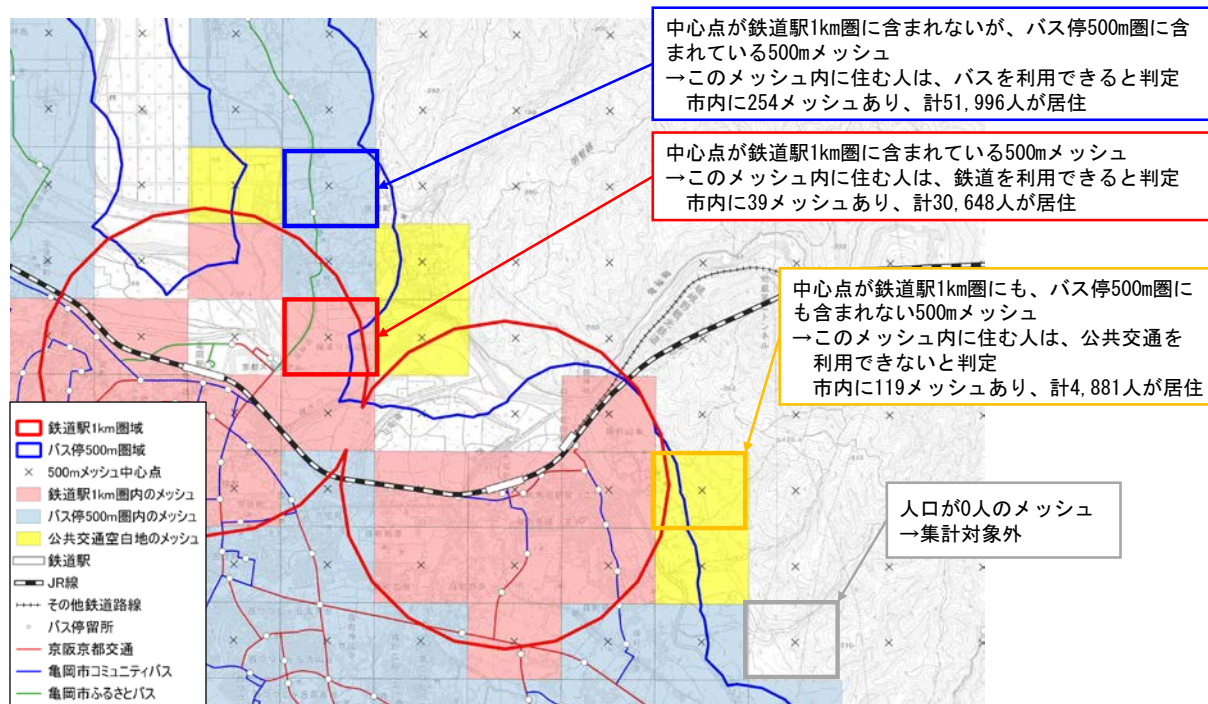 中心点が鉄道駅1km圏に含まれないが、バス停500m圏に含
まれている500mメッシュ
→このメッシュ内に住む人は、バスを利用できると判定
市内に254メッシュあり、計51,996人が居住
中心点が鉄道駅1km圏に含まれている500mメッシュ
→このメッシュ内に住む人は、鉄道を利用できると判定
市内に39メッシュあり、計30,648人が居住
中心点が鉄道駅1km圏にも、バス停500m圏に
も含まれない500mメッシュ
→このメッシュ内に住む人は、公共交通を
利用できないと判定
市内に119メッシュあり、計4,881人が居住
人口が0人のメッシュ
→集計対象外
鉄道駅1km圏域
バス停500m圏域
500mメッシュ中心点
鉄道駅1km圏内のメッシュ
バス停500m圏内のメッシュ
公共交通空白地のメッシュ
鉄道駅
JR線
その他鉄道路線
バス停留所
京阪京都交通
亀岡市コミュニティバス
亀岡市ふるさとバス